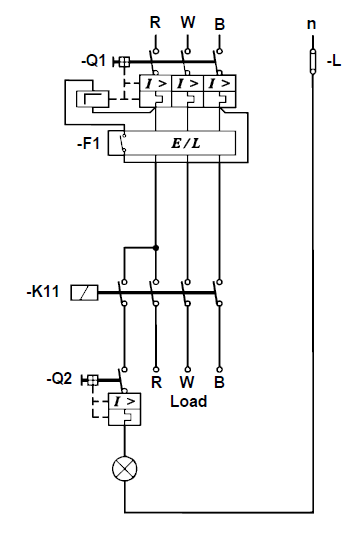 R W B n
-Q1 -L
I > I > I >
-F1 E/L
-K11
-Q2 R W B
I > Load